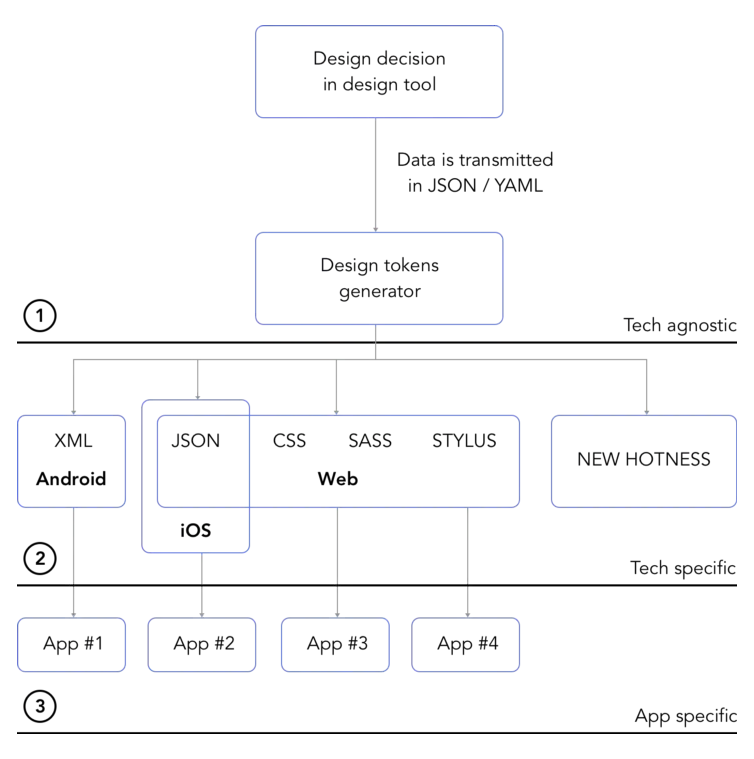 Design decision
in design tool
Data is transmitted
in JSON / YAML
Design tokens
generator
1
Tech agnostic
XML
JSON
CSS
SASS
STYLUS
NEW HOTNESS
Android
Web
iOS
2
Tech specific
App #1
App #2
App #3
App #4
3
App specific